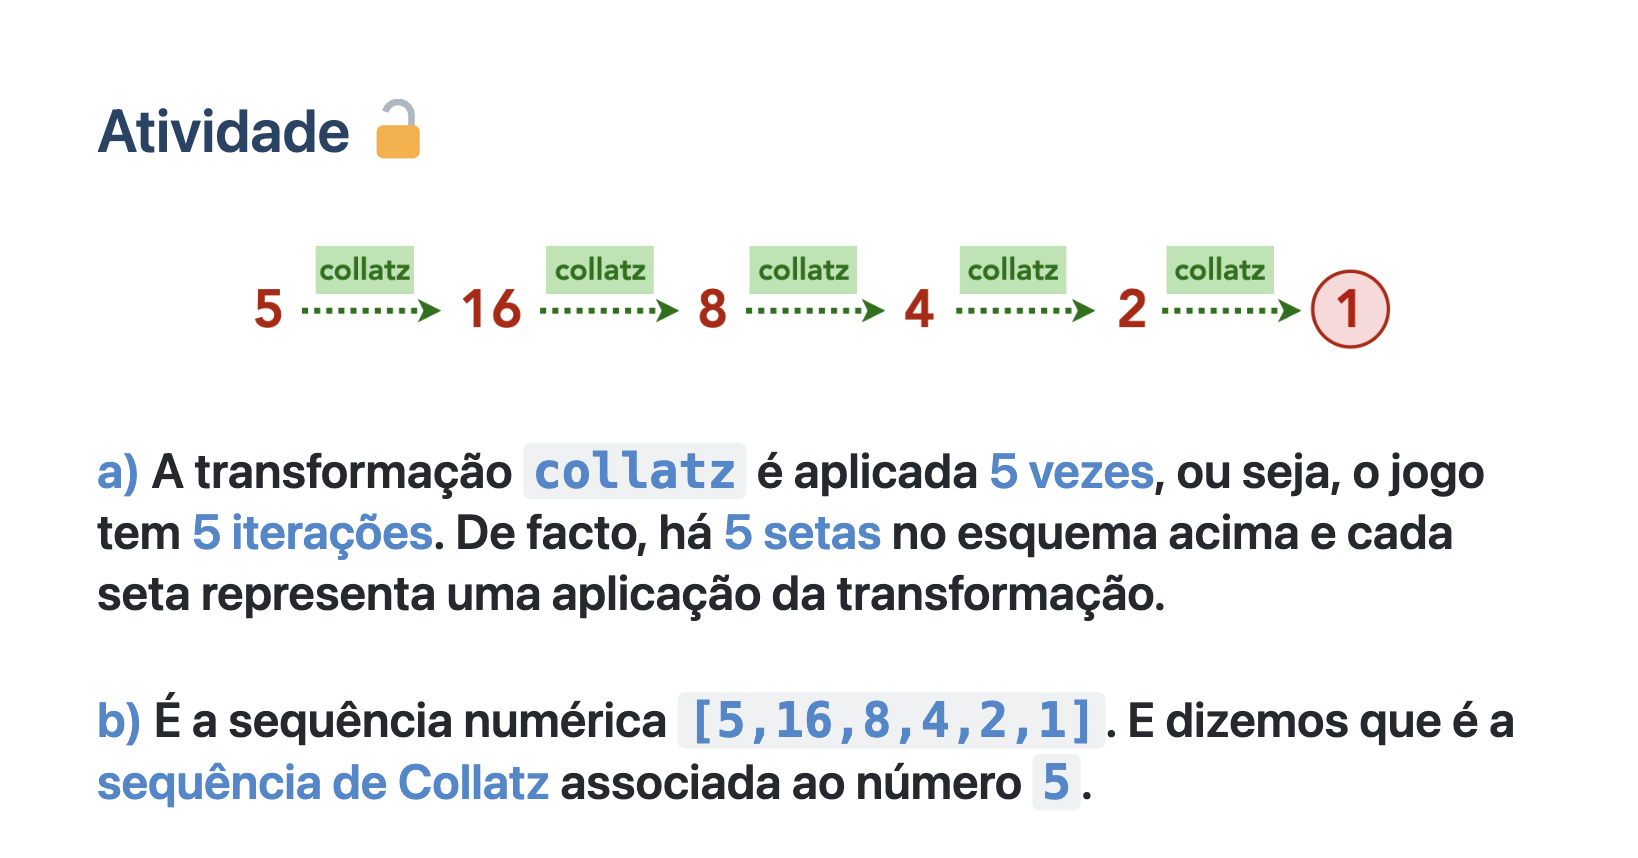 Atividade
collatz collatz collatz collatz collatz
5 16 8 4 2 1
a) A transformação collatz é aplicada 5 vezes, ou seja, o jogo
tem 5 iterações. De facto, há 5 setas no esquema acima e cada
seta representa uma aplicação da transformação.
b) É a sequência numérica [5,16,8,4,2,1]. E dizemos que é a
sequência de Collatz associada ao número 5.